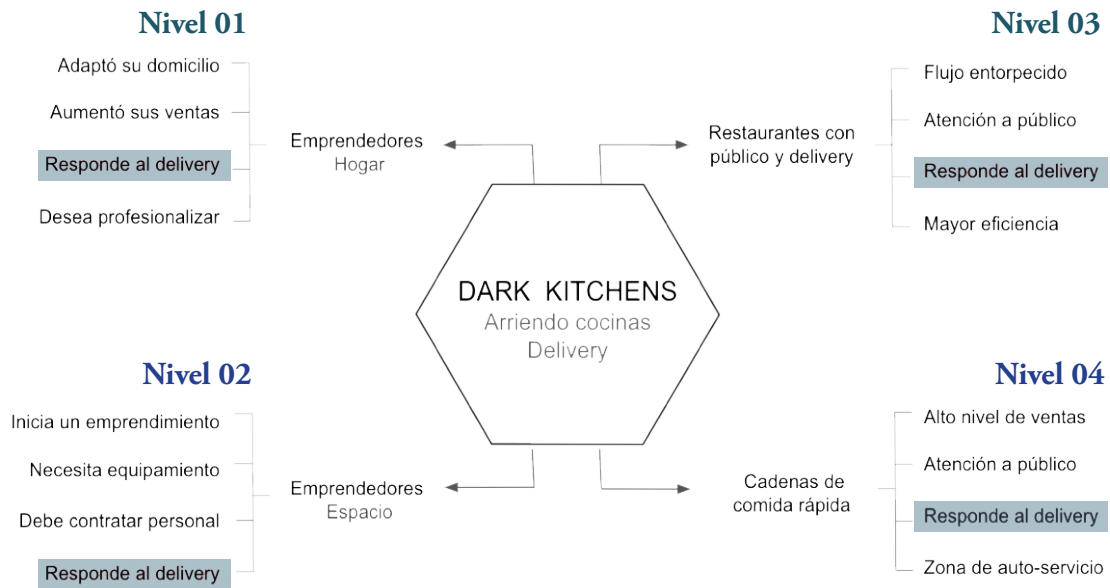 Nivel 01
Adaptó su domicilio
Aumentó sus ventas
Responde al delivery
Desea profesionalizar
Emprendedores
Hogar
Nivel 03
Restaurantes con
público y delivery
Flujo entorpecido
Atención a público
Responde al delivery
Mayor eficiencia
DARK KITCHENS
Arriendo cocinas
Delivery
Nivel 02
Inicia un emprendimiento
Necesita equipamiento
Debe contratar personal
Responde al delivery
Emprendedores
Espacio
Nivel 04
Cadenas de
comida rápida
Alto nivel de ventas
Atención a público
Responde al delivery
Zona de auto-servicio